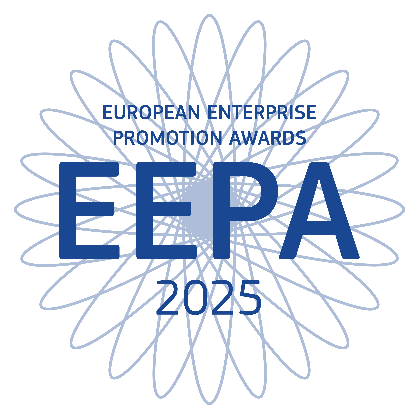 EUROPEAN ENTERPRISE
PROMOTION AWARDS
EEPA
2025